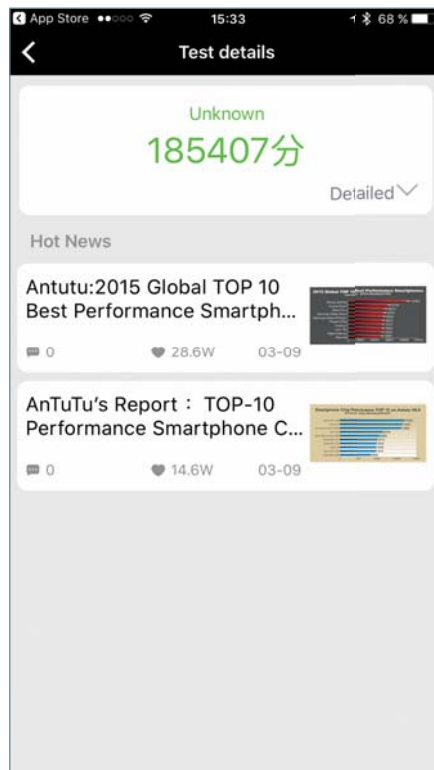 App Store 15:33 68 %
Test details
Unknown
185407分
Detailed
Hot News
Antutu:2015 Global TOP 10
Best Performance Smartph...
0 28.6W 03-09
AnTuTu's Report : TOP-10
Performance Smartphone C...
0 14.6W 03-09